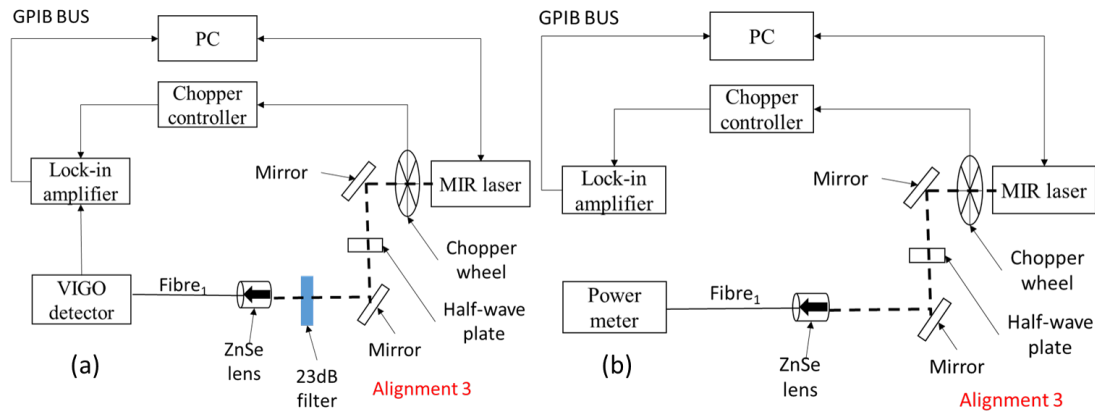 GPIB BUS
PC
Chopper
controller
Lock-in
amplifier
Mirror
MIR laser
Chopper
wheel
VIGO
detector
Fibre1
Half-wave
plate
ZnSe
lens
Mirror
23dB
filter
(a)
Alignment 3
GPIB BUS
PC
Chopper
controller
Lock-in
amplifier
Mirror
MIR laser
Chopper
wheel
Power
meter
Fibre1
Half-wave
plate
ZnSe
lens
Mirror
(b)
Alignment 3